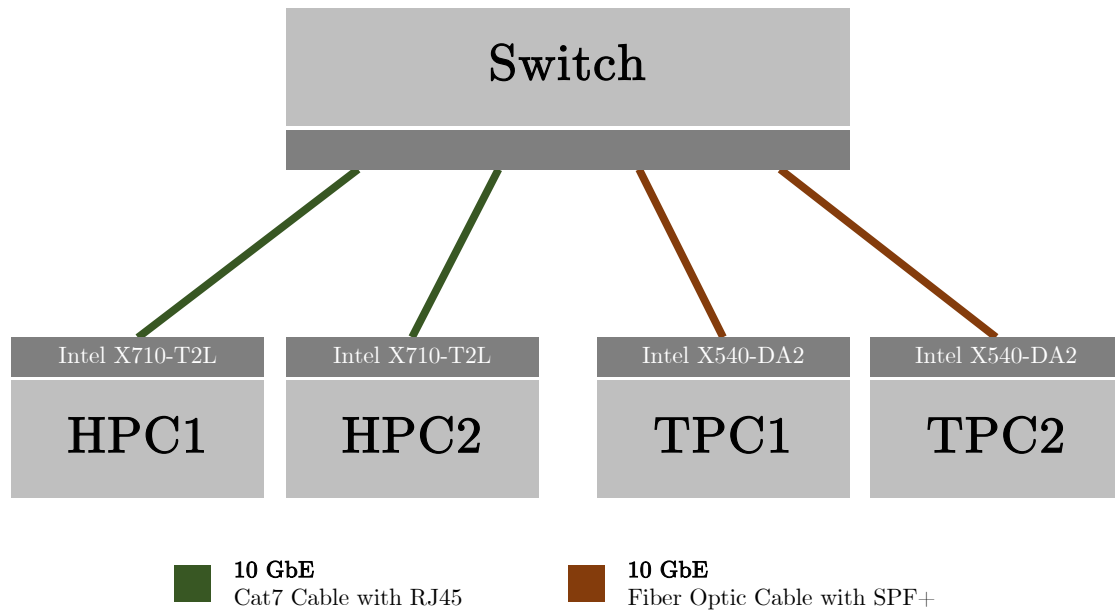 Switch
Intel X710-T2L
Intel X710-T2L
Intel X540-DA2
Intel X540-DA2
HPC1
HPC2
TPC1
TPC2
10 GbE
Cat7 Cable with RJ45
10 GbE
Fiber Optic Cable with SPF+